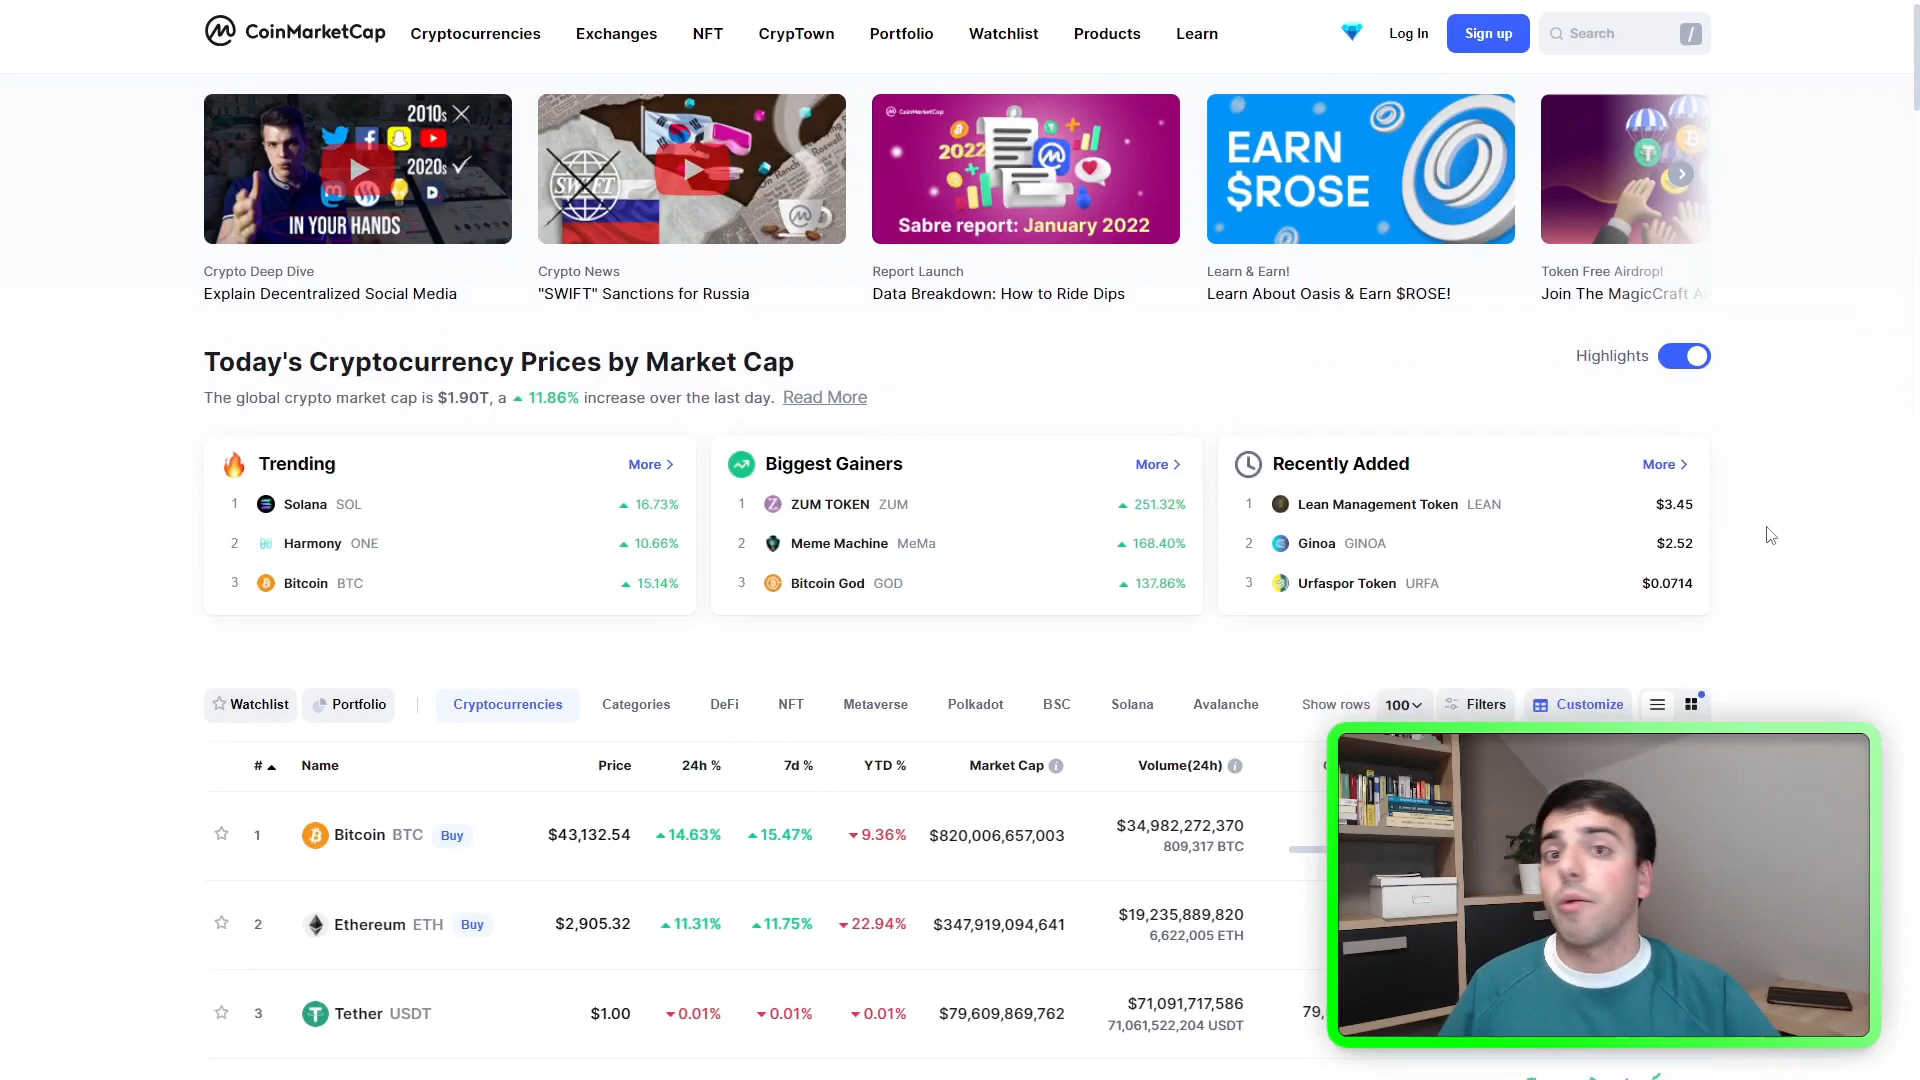 CoinMarketCap Cryptocurrencies Exchanges NFT CrypTown Portfolio Watchlist Products Learn Log In Sign up Search /
2010s
2020s
IN YOUR HANDS
SWIFT
CoinMarketCap
2022
Sabre report: January 2022
EARN
$ROSE
Crypto Deep Dive
Explain Decentralized Social Media
Crypto News
"SWIFT" Sanctions for Russia
Report Launch
Data Breakdown: How to Ride Dips
Learn & Earn!
Learn About Oasis & Earn $ROSE!
Token Free Airdrop!
Join The MagicCraft
Today's Cryptocurrency Prices by Market Cap
Highlights
The global crypto market cap is $1.90T, a 11.86% increase over the last day. Read More
Trending More
1 Solana SOL 16.73%
2 Harmony ONE 10.66%
3 Bitcoin BTC 15.14%
Biggest Gainers More
1 ZUM TOKEN ZUM 251.32%
2 Meme Machine MeMa 168.40%
3 Bitcoin God GOD 137.86%
Recently Added More
1 Lean Management Token LEAN $3.45
2 Ginoa GINOA $2.52
3 Urfaspor Token URFA $0.0714
Watchlist Portfolio Cryptocurrencies Categories DeFi NFT Metaverse Polkadot BSC Solana Avalanche Show rows 100 Filters Customize
# Name Price 24h % 7d % YTD % Market Cap Volume(24h)
1 Bitcoin BTC Buy $43,132.54 14.63% 15.47% 9.36% $820,006,657,003 $34,982,272,370
809,317 BTC
2 Ethereum ETH Buy $2,905.32 11.31% 11.75% 22.94% $347,919,094,641 $19,235,889,820
6,622,005 ETH
3 Tether USDT $1.00 0.01% 0.01% 0.01% $79,609,869,762 $71,091,717,586 79,
71,061,522,204 USDT